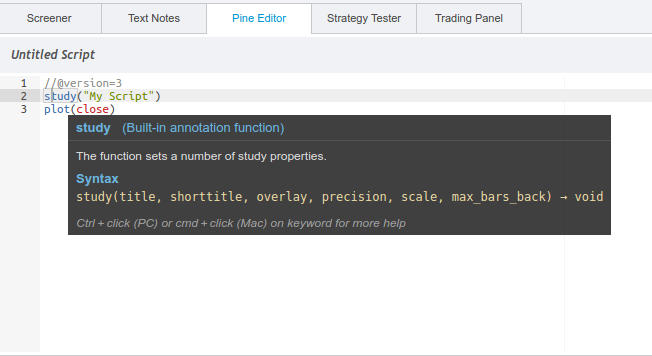 Screener Text Notes Pine Editor Strategy Tester Trading Panel
Untitled Script
1 //@version=3
2 study("My Script")
3 plot(close)
study (Built-in annotation function)
The function sets a number of study properties.
Syntax
study(title, shorttitle, overlay, precision, scale, max_bars_back) → void
Ctrl + click (PC) or cmd + click (Mac) on keyword for more help